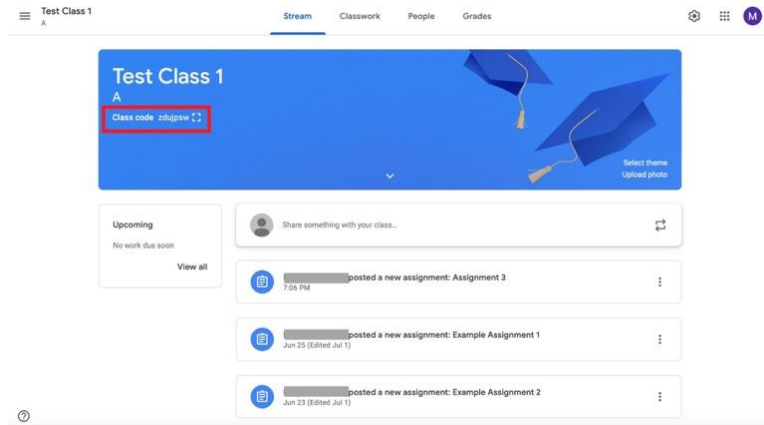 Test Class 1
A
Stream Classwork People Grades
M
Test Class 1
A
Class code zdujpsw
Select theme
Upload photo
Upcoming
No work due soon
View all
Share something with your class...
posted a new assignment: Assignment 3
7:06 PM
posted a new assignment: Example Assignment 1
Jun 25 (Edited Jul 1)
posted a new assignment: Example Assignment 2
Jun 23 (Edited Jul 1)